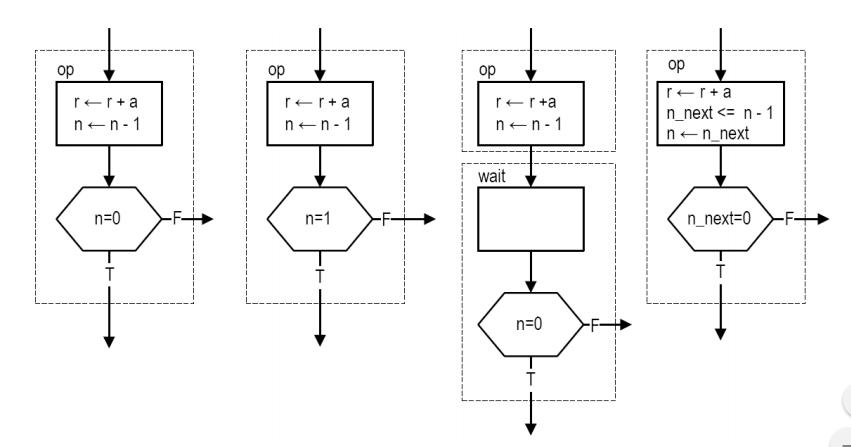 op
r ← r + a
n ← n - 1
n=0
F
T
op
r ← r + a
n ← n - 1
n=1
F
T
op
r ← r +a
n ← n - 1
wait
n=0
F
T
op
r ← r + a
n_next <= n - 1
n ← n_next
n_next=0
F
T